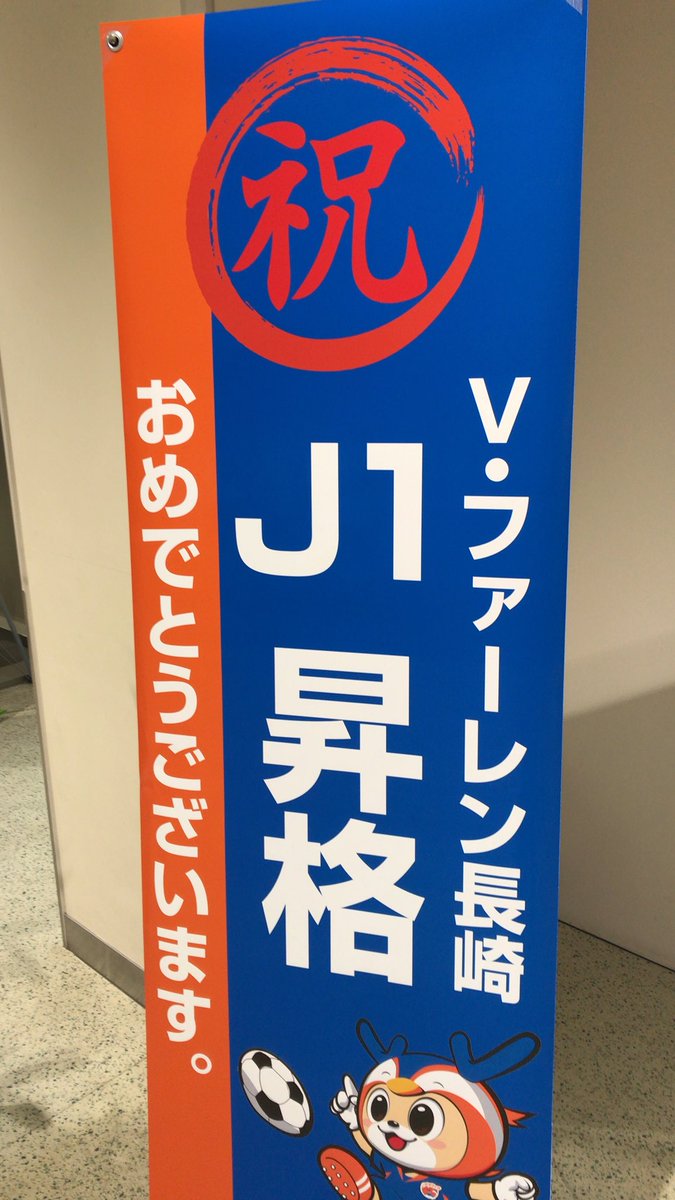 祝
V・ファーレン長崎
J1
昇格
おめでとうございます。